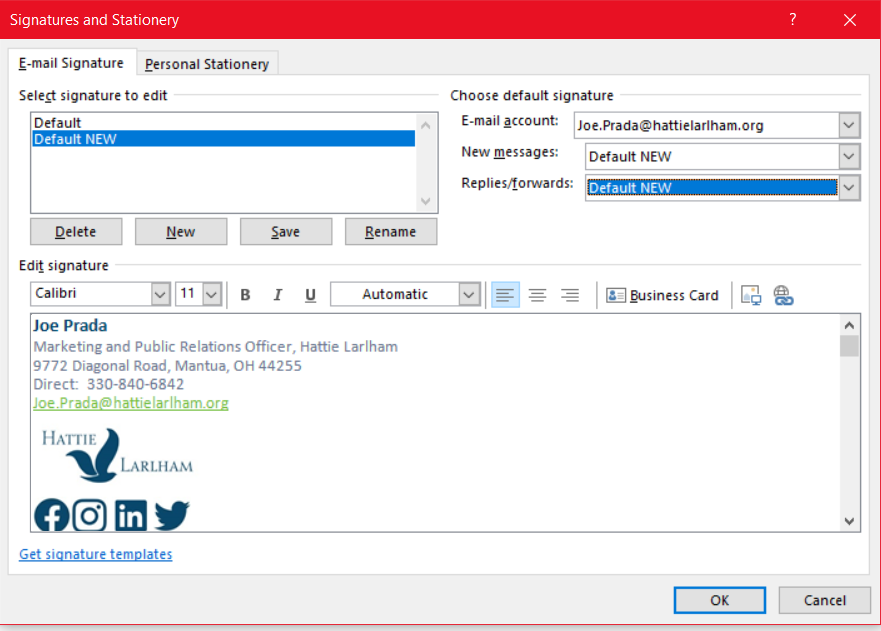 Signatures and Stationery
?
E-mail Signature
Personal Stationery
Select signature to edit
Default
Default NEW
Delete
New
Save
Rename
Choose default signature
E-mail account:
Joe.Prada@hattielarlham.org
New messages:
Default NEW
Replies/forwards:
Default NEW
Edit signature
Calibri
11
B
I
U
Automatic
Business Card
Joe Prada
Marketing and Public Relations Officer, Hattie Larlham
9772 Diagonal Road, Mantua, OH 44255
Direct:  330-840-6842
Joe.Prada@hattielarlham.org
HATTIE
LARLHAM
f
in
Get signature templates
OK
Cancel